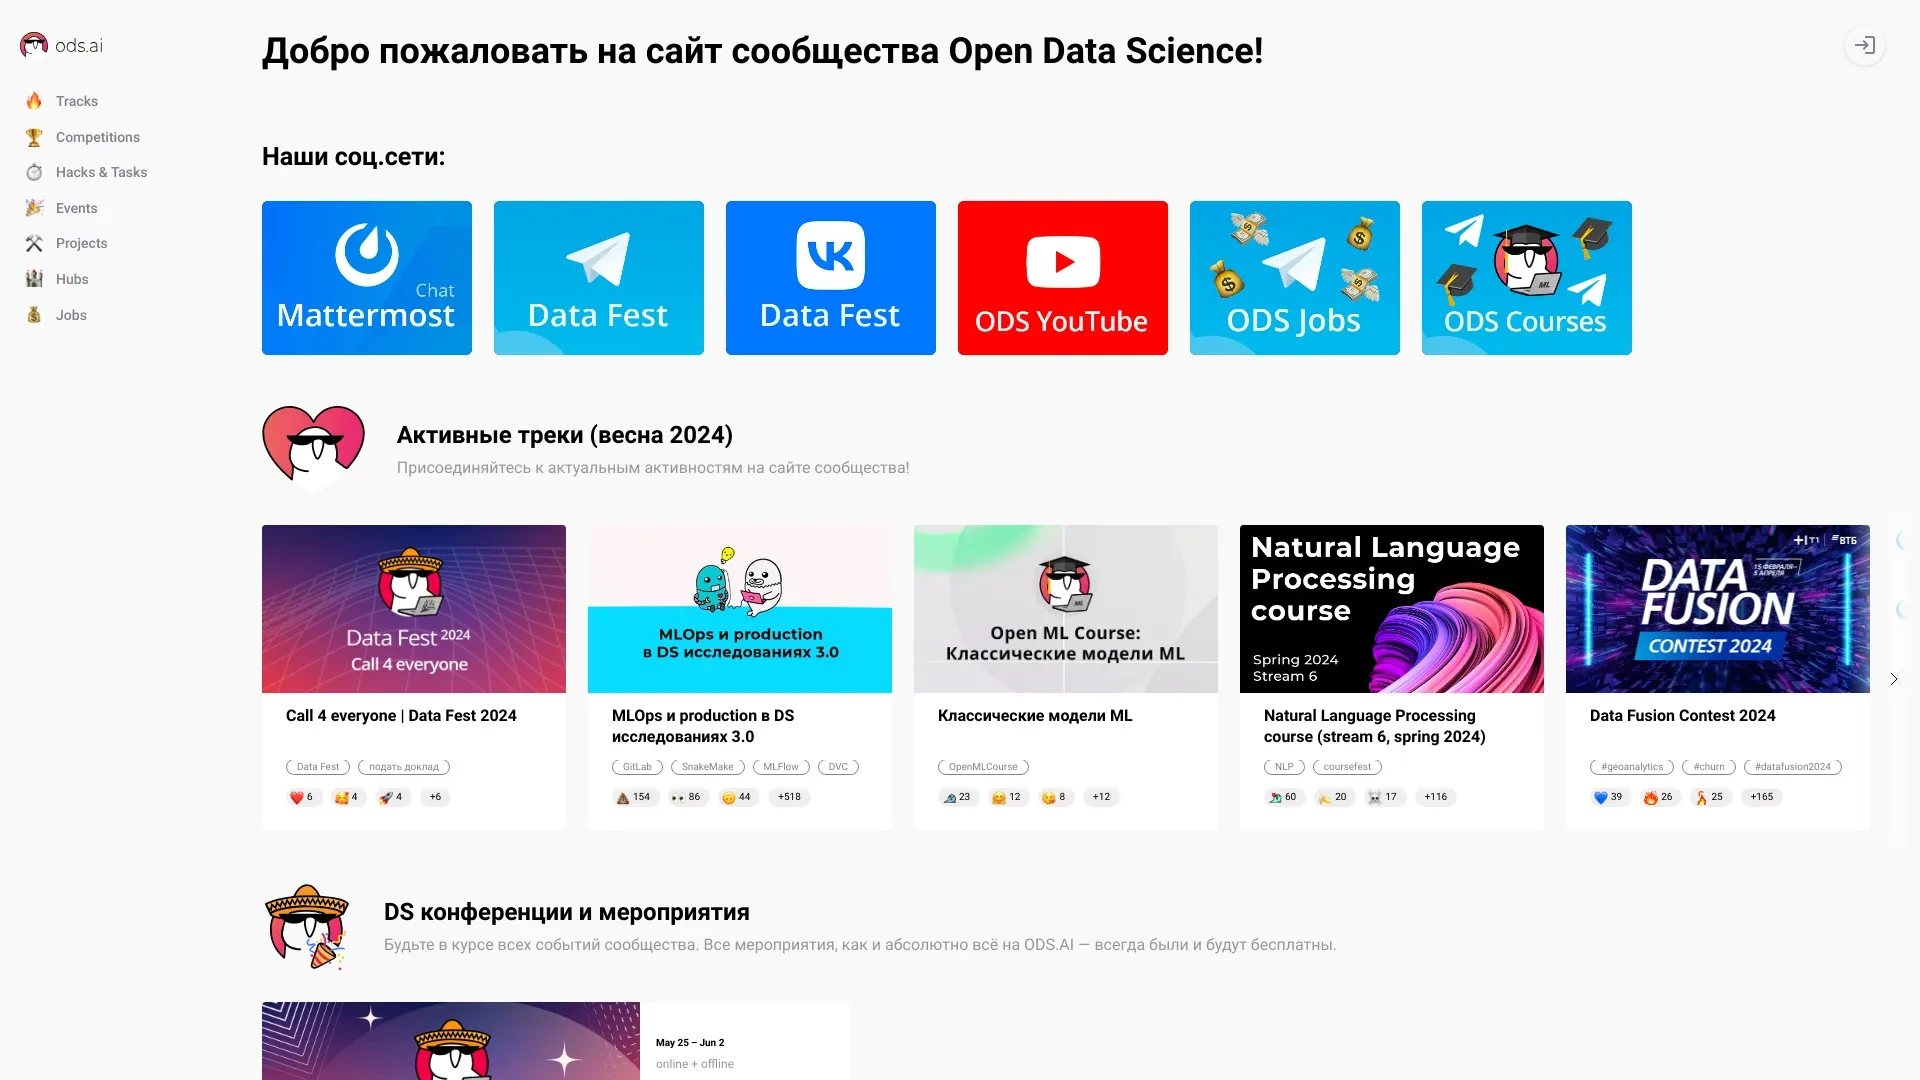 ods.ai
Добро пожаловать на сайт сообщества Open Data Science!
Tracks
Competitions
Hacks & Tasks
Events
Projects
Hubs
Jobs
Наши соц.сети:
Chat
Mattermost
Data Fest
Data Fest
ODS YouTube
ODS Jobs
ML
ODS Courses
Активные треки (весна 2024)
Присоединяйтесь к актуальным активностям на сайте сообщества!
Data Fest 2024
Call 4 everyone
Call 4 everyone | Data Fest 2024
Data Fest
подать доклад
6
4
4
+6
MLOps и production
в DS исследованиях 3.0
MLOps и production в DS
исследованиях 3.0
GitLab
SnakeMake
MLFlow
DVC
154
86
44
+518
ML
Open ML Course:
Классические модели ML
Классические модели ML
OpenMLCourse
23
12
8
+12
Natural Language
Processing
course
Spring 2024
Stream 6
Natural Language Processing
course (stream 6, spring 2024)
NLP
coursefest
60
20
17
+116
Т1
ВТБ
15 ФЕВРАЛЯ–
5 АПРЕЛЯ
DATA
FUSION
CONTEST 2024
Data Fusion Contest 2024
#geoanalytics
#churn
#datafusion2024
39
26
25
+165
DS конференции и мероприятия
Будьте в курсе всех событий сообщества. Все мероприятия, как и абсолютно всё на ODS.AI — всегда были и будут бесплатны.
May 25 – Jun 2
online + offline